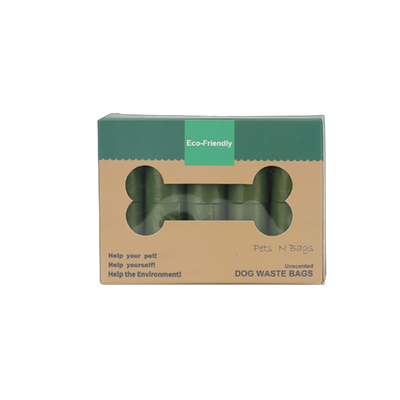 Eco-Friendly
Pets N Bags
Help your pet!
Help yourself!
Help the Environment!
Unscented
DOG WASTE BAGS